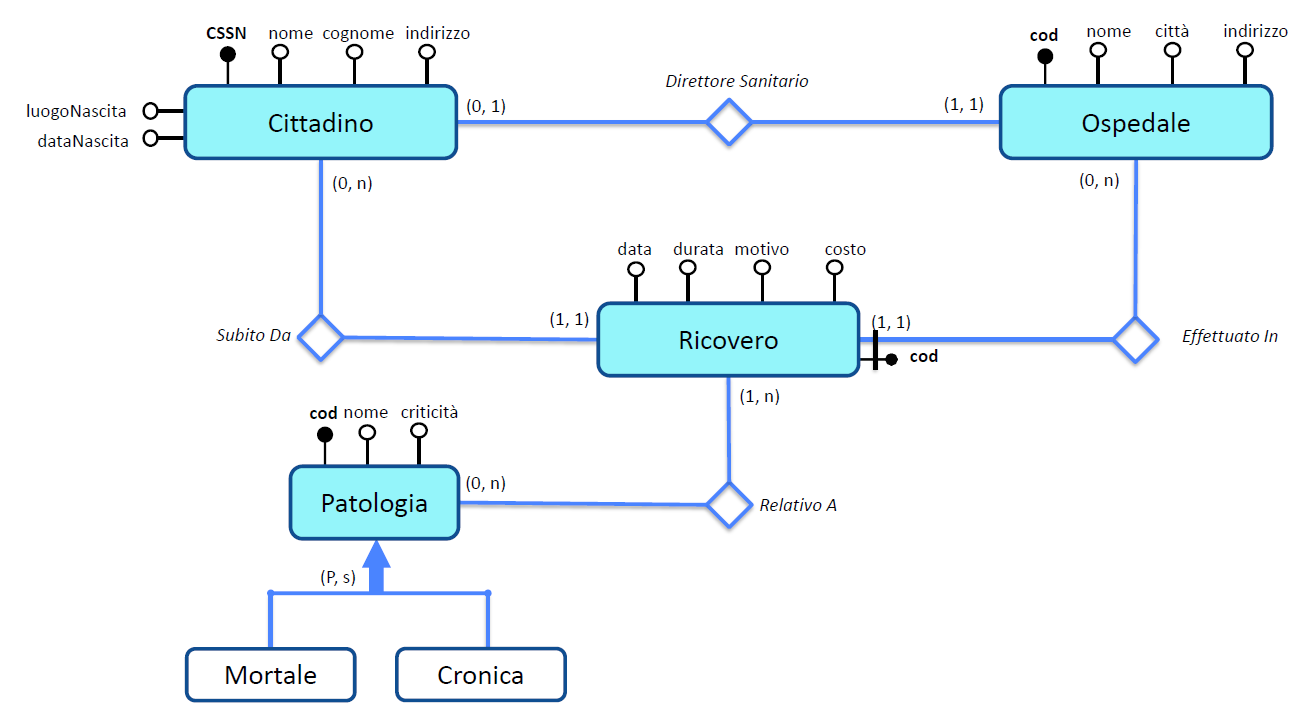 CSSN nome cognome indirizzo
cod nome città indirizzo
luogoNascita
dataNascita
Cittadino
(0, 1)
Direttore Sanitario
(1, 1)
Ospedale
(0, n)
(0, n)
data durata motivo costo
Subito Da
(1, 1)
Ricovero
(1, 1)
cod
Effettuato In
(1, n)
cod nome criticità
Patologia
(0, n)
Relativo A
(P, s)
Mortale
Cronica